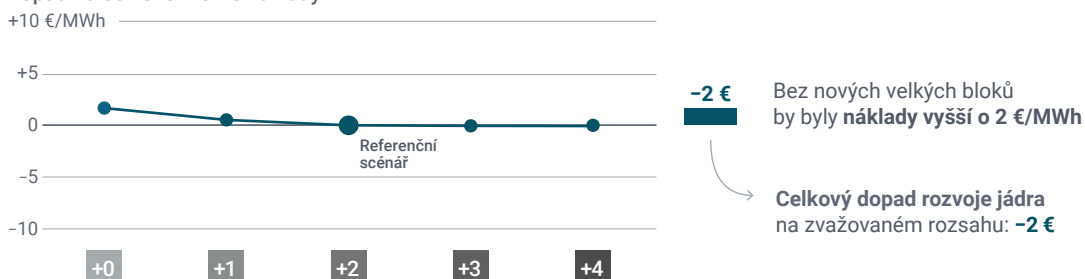 +10 €/MWh
+5
0
−5
−10
Referenční
scénář
+0
+1
+2
+3
+4
−2 €
Bez nových velkých bloků
by byly náklady vyšší o 2 €/MWh
Celkový dopad rozvoje jádra
na zvažovaném rozsahu: −2 €